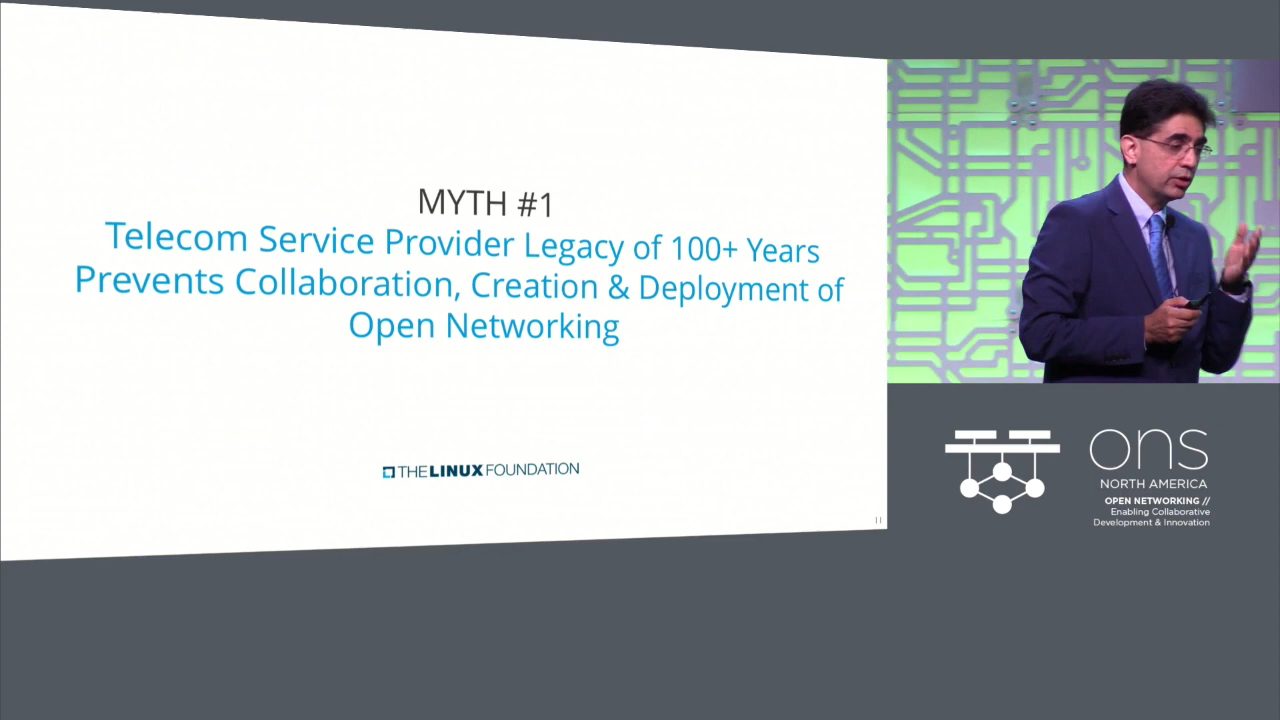 MYTH #1
Telecom Service Provider Legacy of 100+ Years
Prevents Collaboration, Creation & Deployment of
Open Networking
THE LINUX FOUNDATION
11
ons
NORTH AMERICA
OPEN NETWORKING //
Enabling Collaborative
Development & Innovation